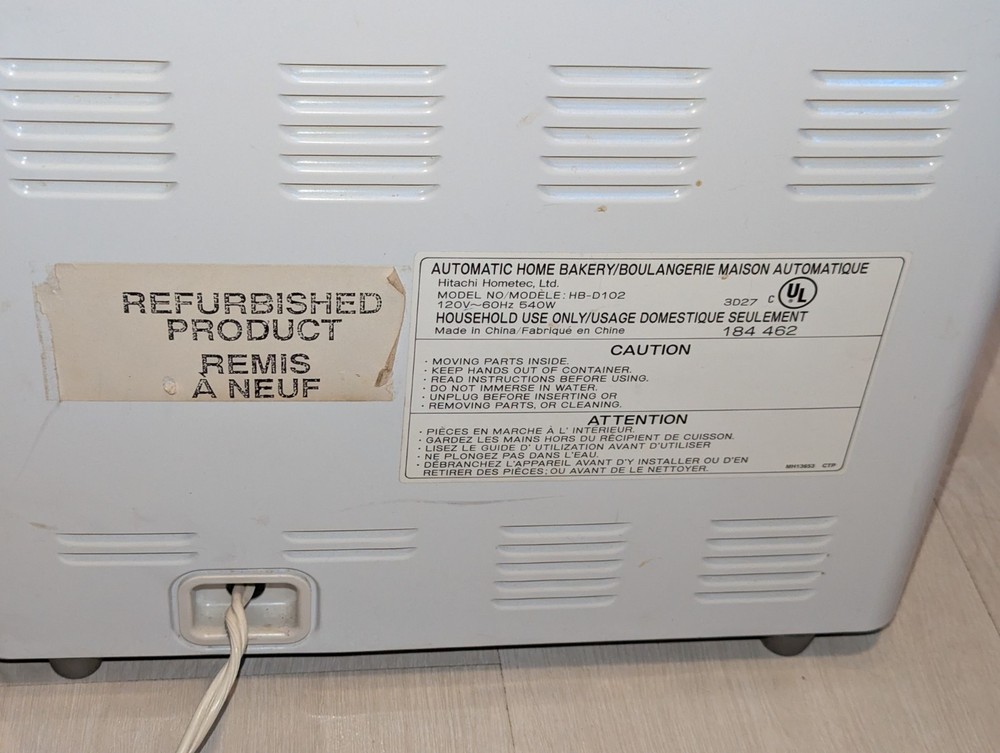 REFURBISHED
PRODUCT
REMIS
À NEUF
AUTOMATIC HOME BAKERY/BOULANGERIE MAISON AUTOMATIQUE
Hitachi Hometec, Ltd.
MODEL NO/MODÈLE: HB-D102
120V~60Hz 540W
3D27 C UL
HOUSEHOLD USE ONLY/USAGE DOMESTIQUE SEULEMENT
Made in China/Fabriqué en Chine 184 462
CAUTION
· MOVING PARTS INSIDE.
· KEEP HANDS OUT OF CONTAINER.
· READ INSTRUCTIONS BEFORE USING.
· DO NOT IMMERSE IN WATER.
· UNPLUG BEFORE INSERTING OR
· REMOVING PARTS, OR CLEANING.
ATTENTION
· PIÈCES EN MARCHE À L' INTÉRIEUR.
· GARDEZ LES MAINS HORS DU RÉCIPIENT DE CUISSON.
· LISEZ LE GUIDE D' UTILIZATION AVANT D'UTILISER
· NE PLONGEZ PAS DANS L'EAU.
· DÉBRANCHEZ L'APPAREIL AVANT D'Y INSTALLER OU D'EN
RETIRER DES PIÈCES; OU AVANT DE LE NETTOYER.
MH13653 CTP